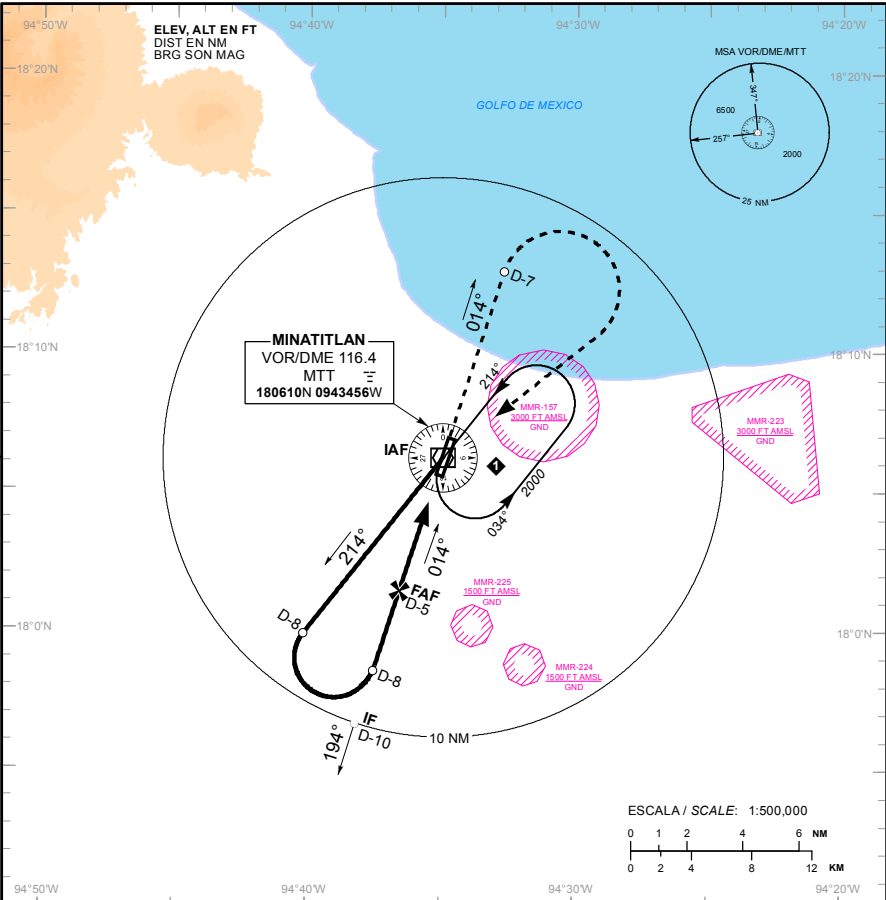 94°50'W
94°40'W
94°30'W
94°20'W
ELEV, ALT EN FT
DIST EN NM
BRG SON MAG
18°20'N
18°20'N
MSA VOR/DME/MTT
347°
6500
257°
2000
25 NM
GOLFO DE MEXICO
D-7
014°
18°10'N
18°10'N
MINATITLAN
VOR/DME 116.4
MTT
180610N 0943456W
214°
MMR-157
3000 FT AMSL
GND
MMR-223
3000 FT AMSL
GND
IAF
0
9
27
1
2000
034°
214°
014°
FAF
D-5
MMR-225
1500 FT AMSL
GND
D-8
18°0'N
18°0'N
D-8
MMR-224
1500 FT AMSL
GND
IF
D-10
194°
10 NM
ESCALA / SCALE: 1:500,000
0 1 2 4 6 NM
0 2 4 8 12 KM
94°50'W
94°40'W
94°30'W
94°20'W